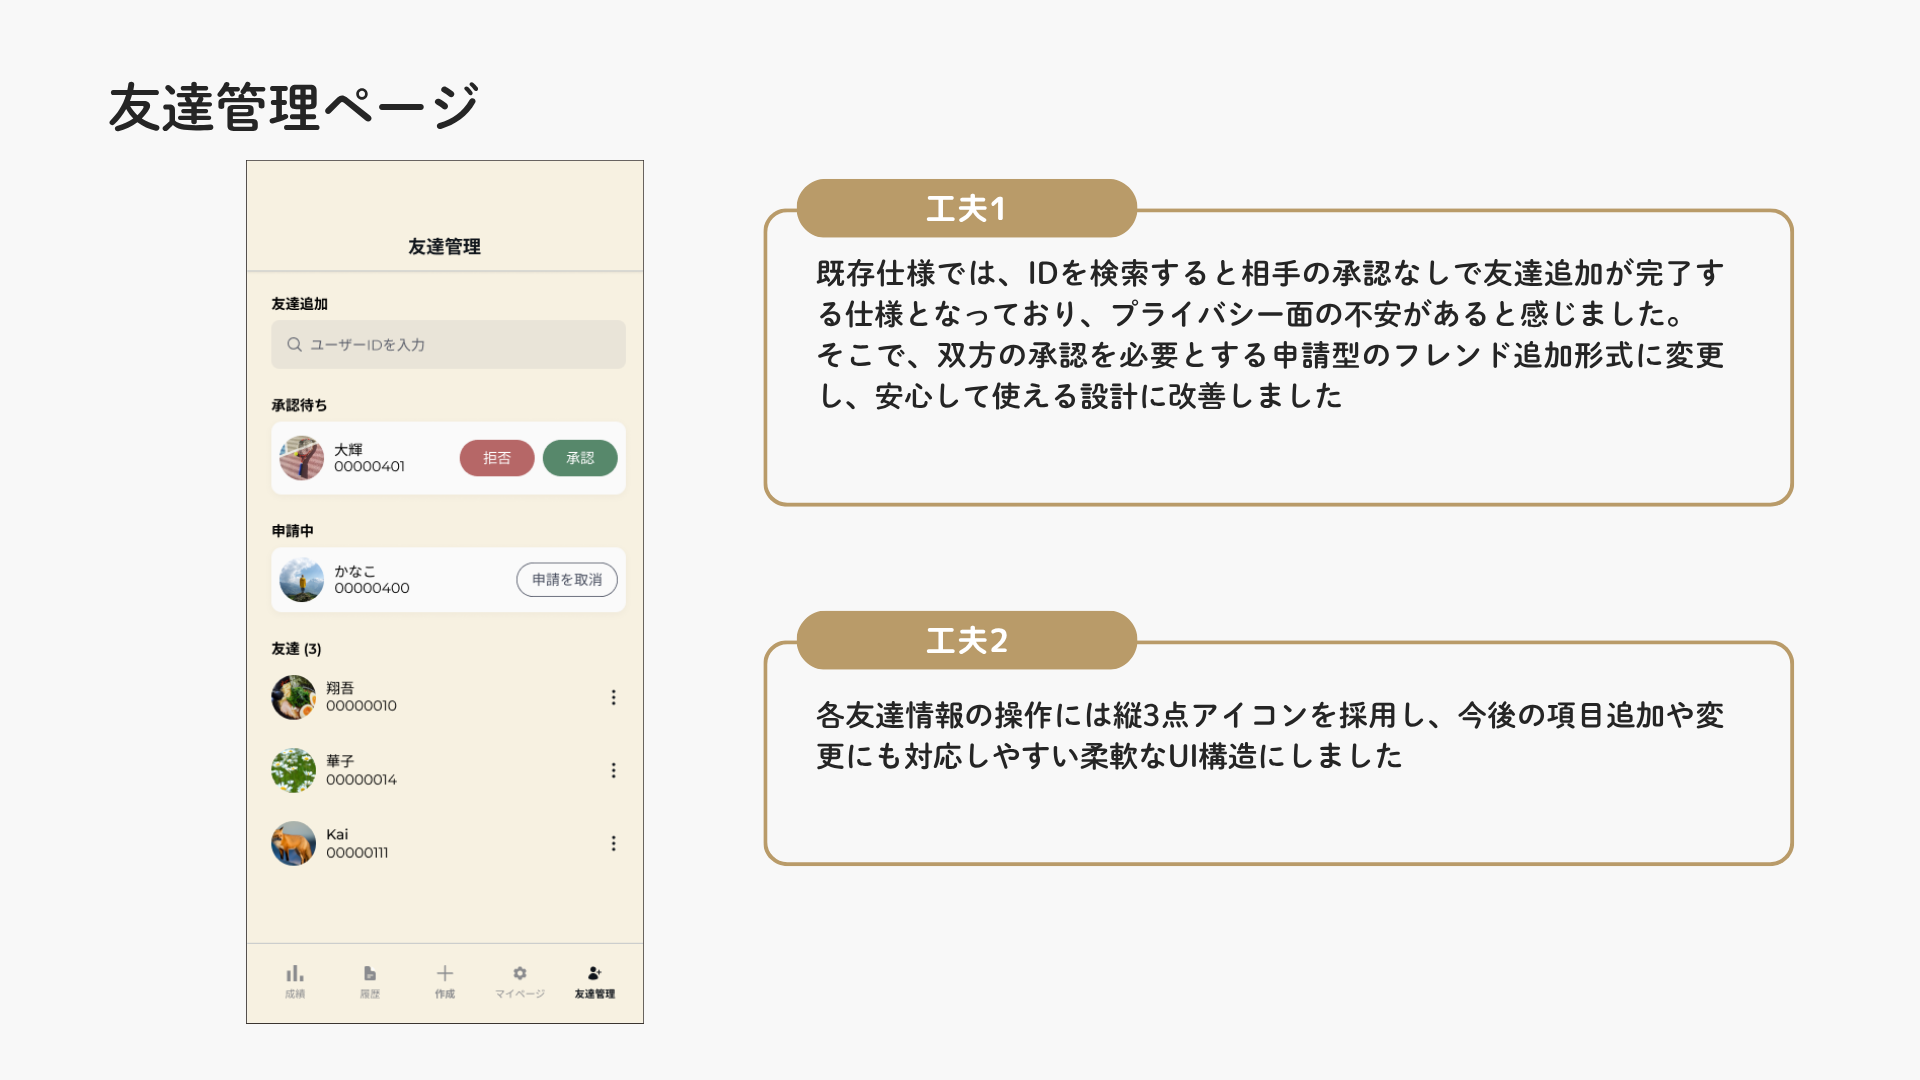 友達管理ページ
友達管理
友達追加
ユーザーIDを入力
承認待ち
大輝
00000401
拒否
承認
申請中
かなこ
00000400
申請を取消
友達 (3)
翔吾
00000010
華子
00000014
Kai
00000111
成績
履歴
作成
マイページ
友達管理
工夫1
既存仕様では、IDを検索すると相手の承認なしで友達追加が完了す
る仕様となっており、プライバシー面の不安があると感じました。
そこで、双方の承認を必要とする申請型のフレンド追加形式に変更
し、安心して使える設計に改善しました
工夫2
各友達情報の操作には縦3点アイコンを採用し、今後の項目追加や変
更にも対応しやすい柔軟なUI構造にしました